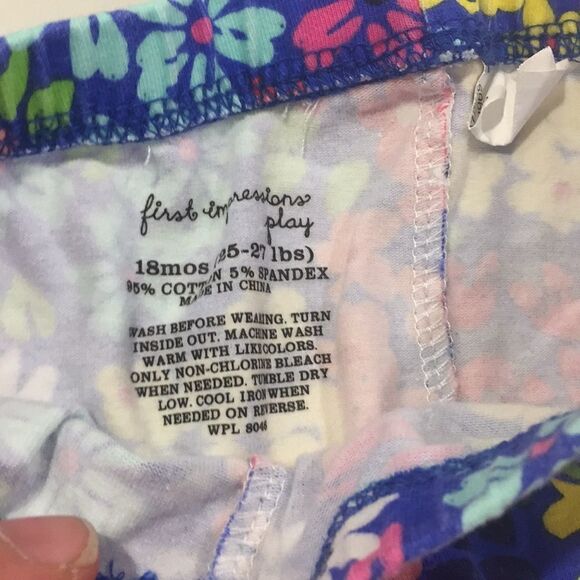 first impressions
play
18mos (25-27 lbs)
95% COTTON 5% SPANDEX
MADE IN CHINA
WASH BEFORE WEARING. TURN
INSIDE OUT. MACHINE WASH
WARM WITH LIKE COLORS.
ONLY NON-CHLORINE BLEACH
WHEN NEEDED. TUMBLE DRY
LOW. COOL IRON WHEN
NEEDED ON REVERSE.
WPL 8046